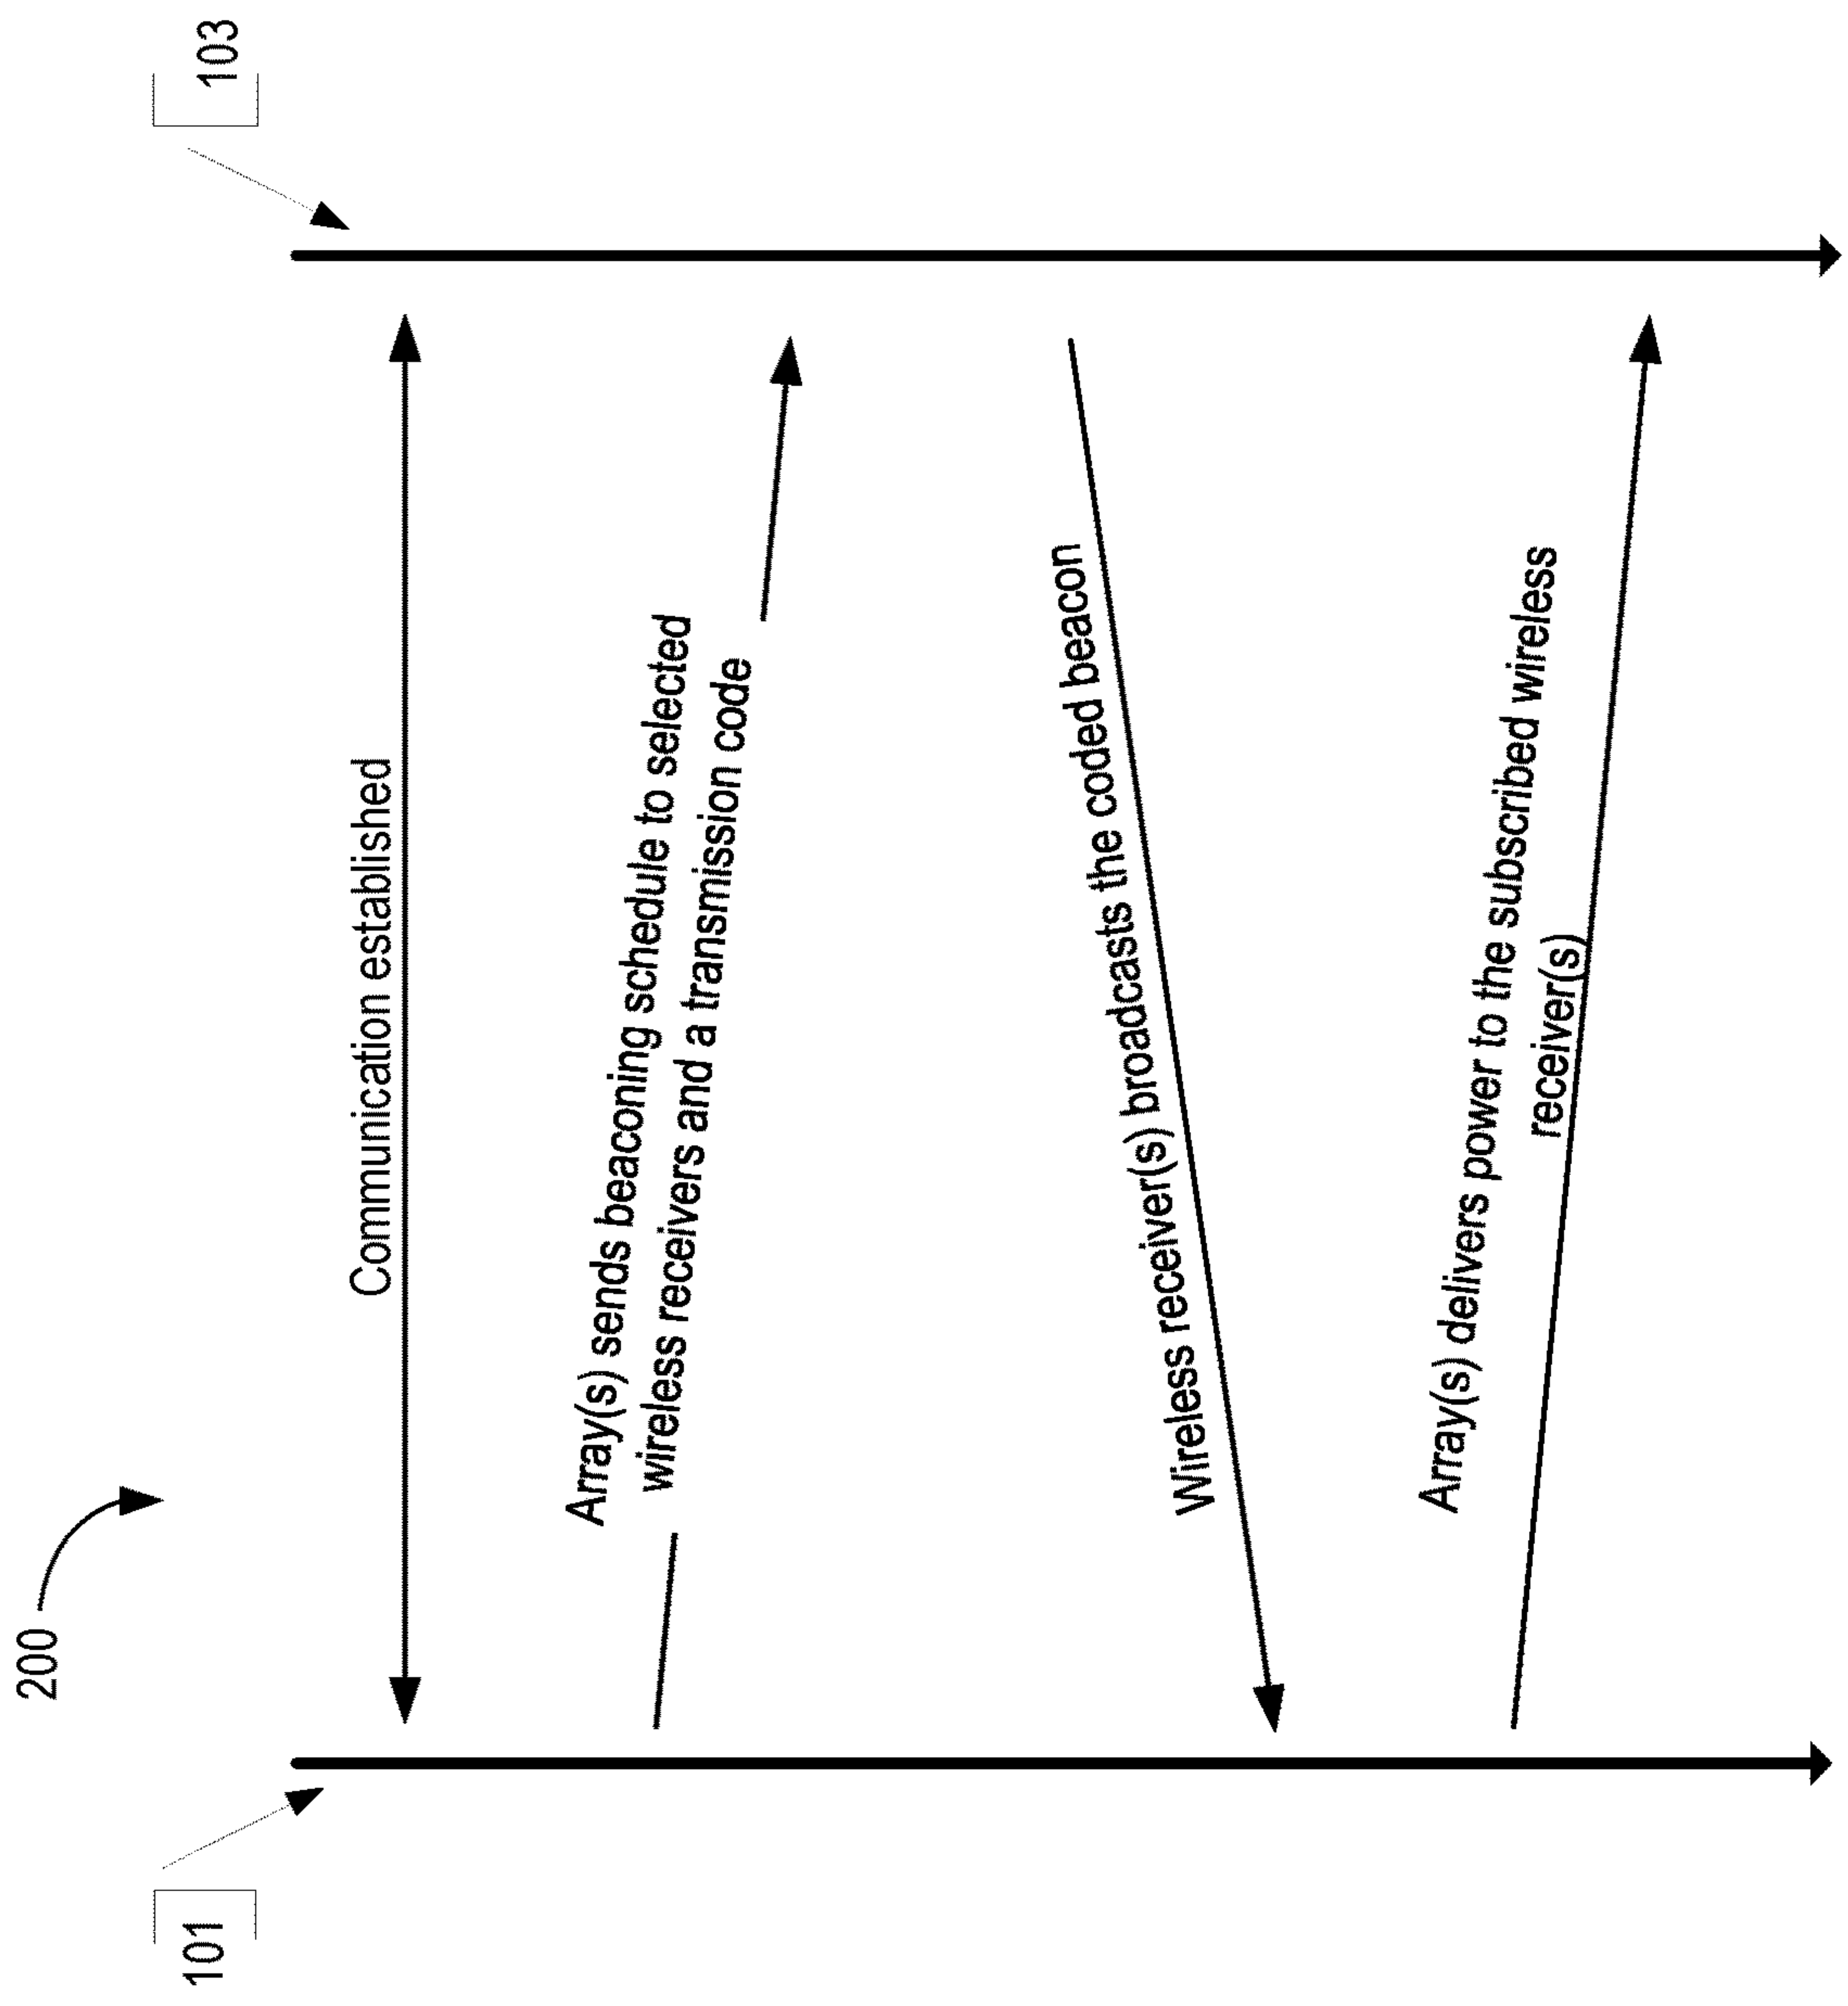 200
101
103
Communication established
Array(s) sends beaconing schedule to selected
wireless receivers and a transmission code
Wireless receiver(s) broadcasts the coded beacon
Array(s) delivers power to the subscribed wireless
receiver(s)